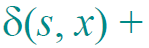 δ(s, x) +